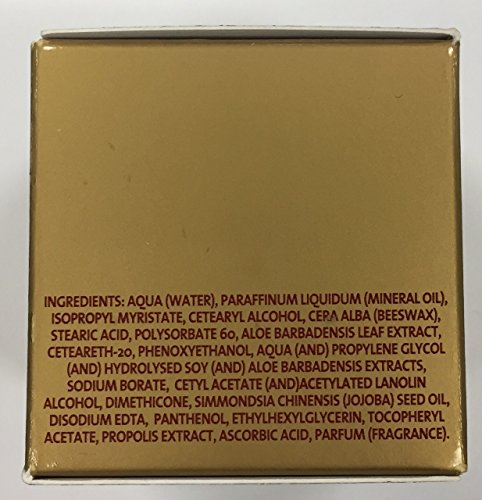 INGREDIENTS: AQUA (WATER), PARAFFINUM LIQUIDUM (MINERAL OIL),
ISOPROPYL MYRISTATE, CETEARYL ALCOHOL, CEPA ALBA (BEESWAX),
STEARIC ACID, POLYSORBATE 60, ALOE BARBADENSIS LEAF EXTRACT,
CETEARETH-20, PHENOXYETHANOL, AQUA (AND) PROPYLENE GLYCOL
(AND) HYDROLYSED SOY (AND) ALOE BARBADENSIS EXTRACTS,
SODIUM BORATE, CETYL ACETATE (AND)ACETYLATED LANOLIN
ALCOHOL, DIMETHICONE, SIMMONDSIA CHINENSIS (JOJOBA) SEED OIL,
DISODIUM EDTA, PANTHENOL, ETHYLHEXYLGLYCERIN, TOCOPHERYL
ACETATE, PROPOLIS EXTRACT, ASCORBIC ACID, PARFUM (FRAGRANCE).